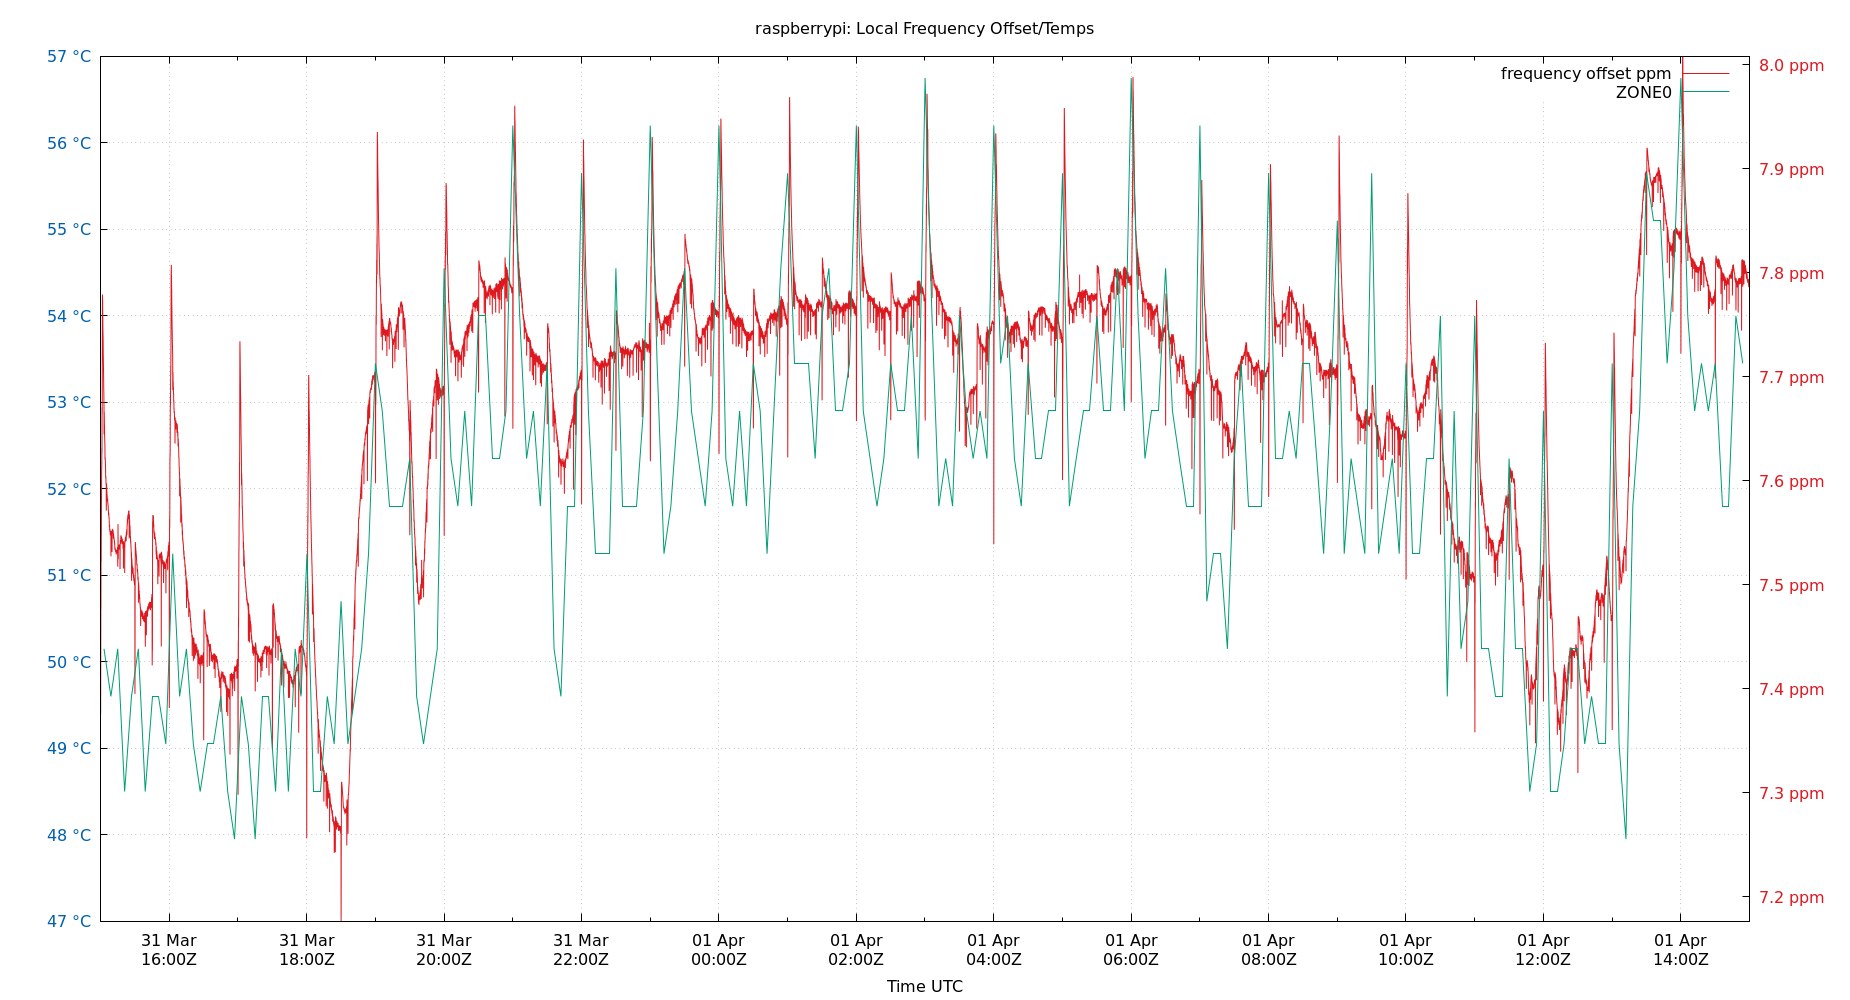 raspberrypi: Local Frequency Offset/Temps
57 °C
56 °C
55 °C
54 °C
53 °C
52 °C
51 °C
50 °C
49 °C
48 °C
47 °C
frequency offset ppm
ZONE0
8.0 ppm
7.9 ppm
7.8 ppm
7.7 ppm
7.6 ppm
7.5 ppm
7.4 ppm
7.3 ppm
7.2 ppm
31 Mar
16:00Z
31 Mar
18:00Z
31 Mar
20:00Z
31 Mar
22:00Z
01 Apr
00:00Z
01 Apr
02:00Z
01 Apr
04:00Z
01 Apr
06:00Z
01 Apr
08:00Z
01 Apr
10:00Z
01 Apr
12:00Z
01 Apr
14:00Z
Time UTC